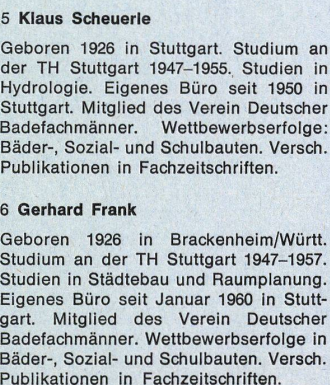 5 Klaus Scheuerle
Geboren 1926 in Stuttgart. Studium an
der TH Stuttgart 1947–1955. Studien in
Hydrologie. Eigenes Büro seit 1950 in
Stuttgart. Mitglied des Verein Deutscher
Badefachmänner. Wettbewerbserfolge:
Bäder-, Sozial- und Schulbauten. Versch.
Publikationen in Fachzeitschriften.
6 Gerhard Frank
Geboren 1926 in Brackenheim/Württ.
Studium an der TH Stuttgart 1947–1957.
Studien in Städtebau und Raumplanung.
Eigenes Büro seit Januar 1960 in Stutt-
gart. Mitglied des Verein Deutscher
Badefachmänner. Wettbewerbserfolge in
Bäder-, Sozial- und Schulbauten. Versch.
Publikationen in Fachzeitschriften.